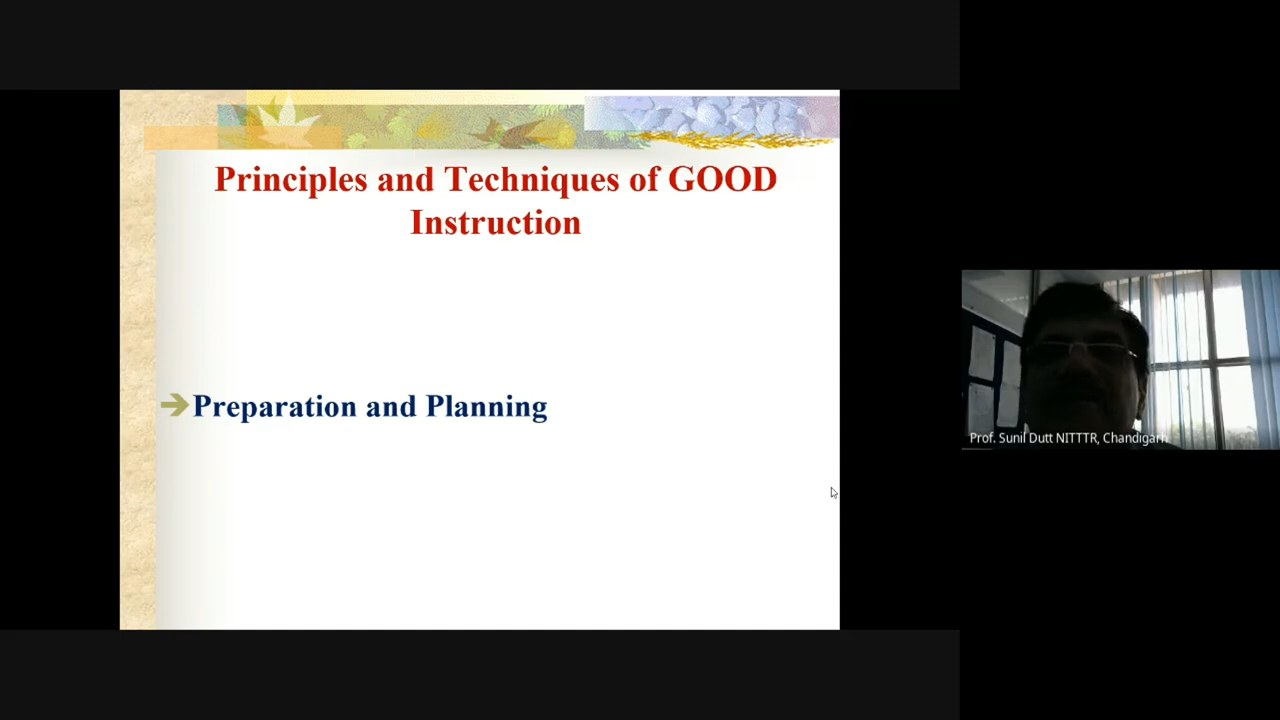 Principles and Techniques of GOOD
Instruction
Preparation and Planning
Prof. Sunil Dutt NITTTR, Chandigarh